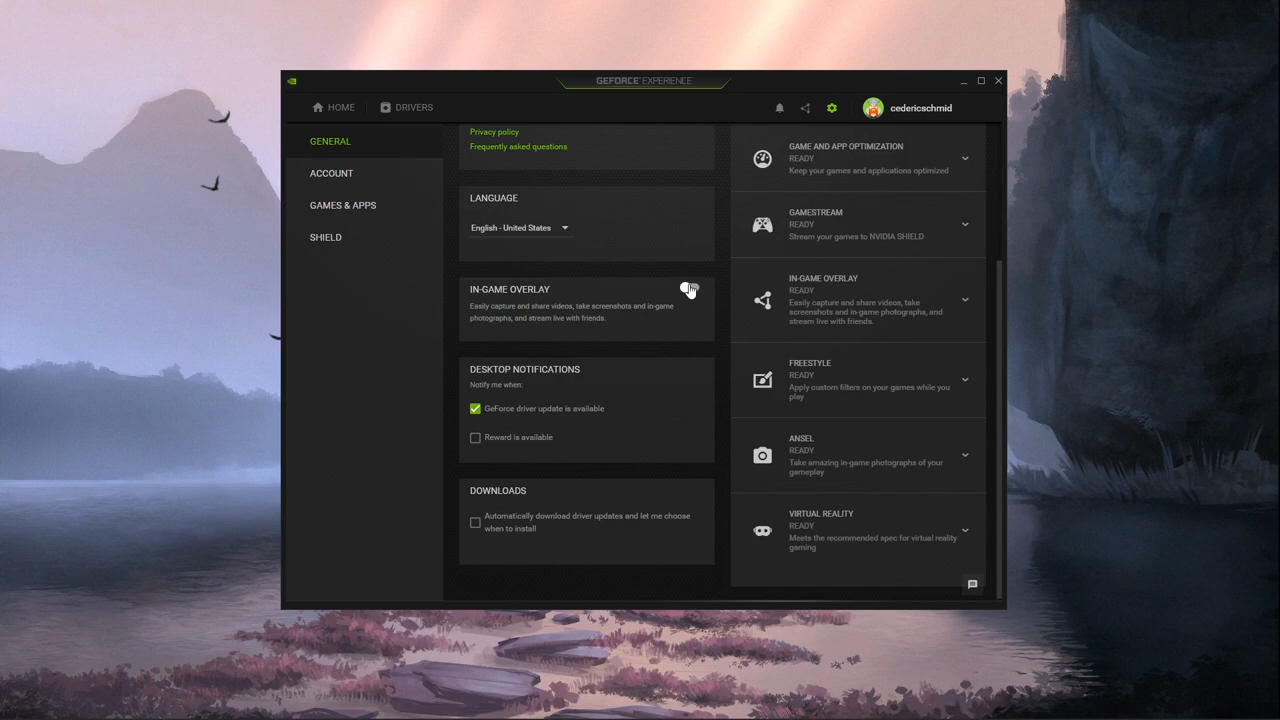 GEFORCE EXPERIENCE
HOME
DRIVERS
cedericschmid
GENERAL
ACCOUNT
GAMES & APPS
SHIELD
Privacy policy
Frequently asked questions
LANGUAGE
English - United States
IN-GAME OVERLAY
Easily capture and share videos, take screenshots and in-game
photographs, and stream live with friends.
DESKTOP NOTIFICATIONS
Notify me when:
GeForce driver update is available
Reward is available
DOWNLOADS
Automatically download driver updates and let me choose
when to install
GAME AND APP OPTIMIZATION
READY
Keep your games and applications optimized
GAMESTREAM
READY
Stream your games to NVIDIA SHIELD
IN-GAME OVERLAY
READY
Easily capture and share videos, take
screenshots and in-game photographs, and
stream live with friends.
FREESTYLE
READY
Apply custom filters on your games while you
play
ANSEL
READY
Take amazing in-game photographs of your
gameplay
VIRTUAL REALITY
READY
Meets the recommended spec for virtual reality
gaming